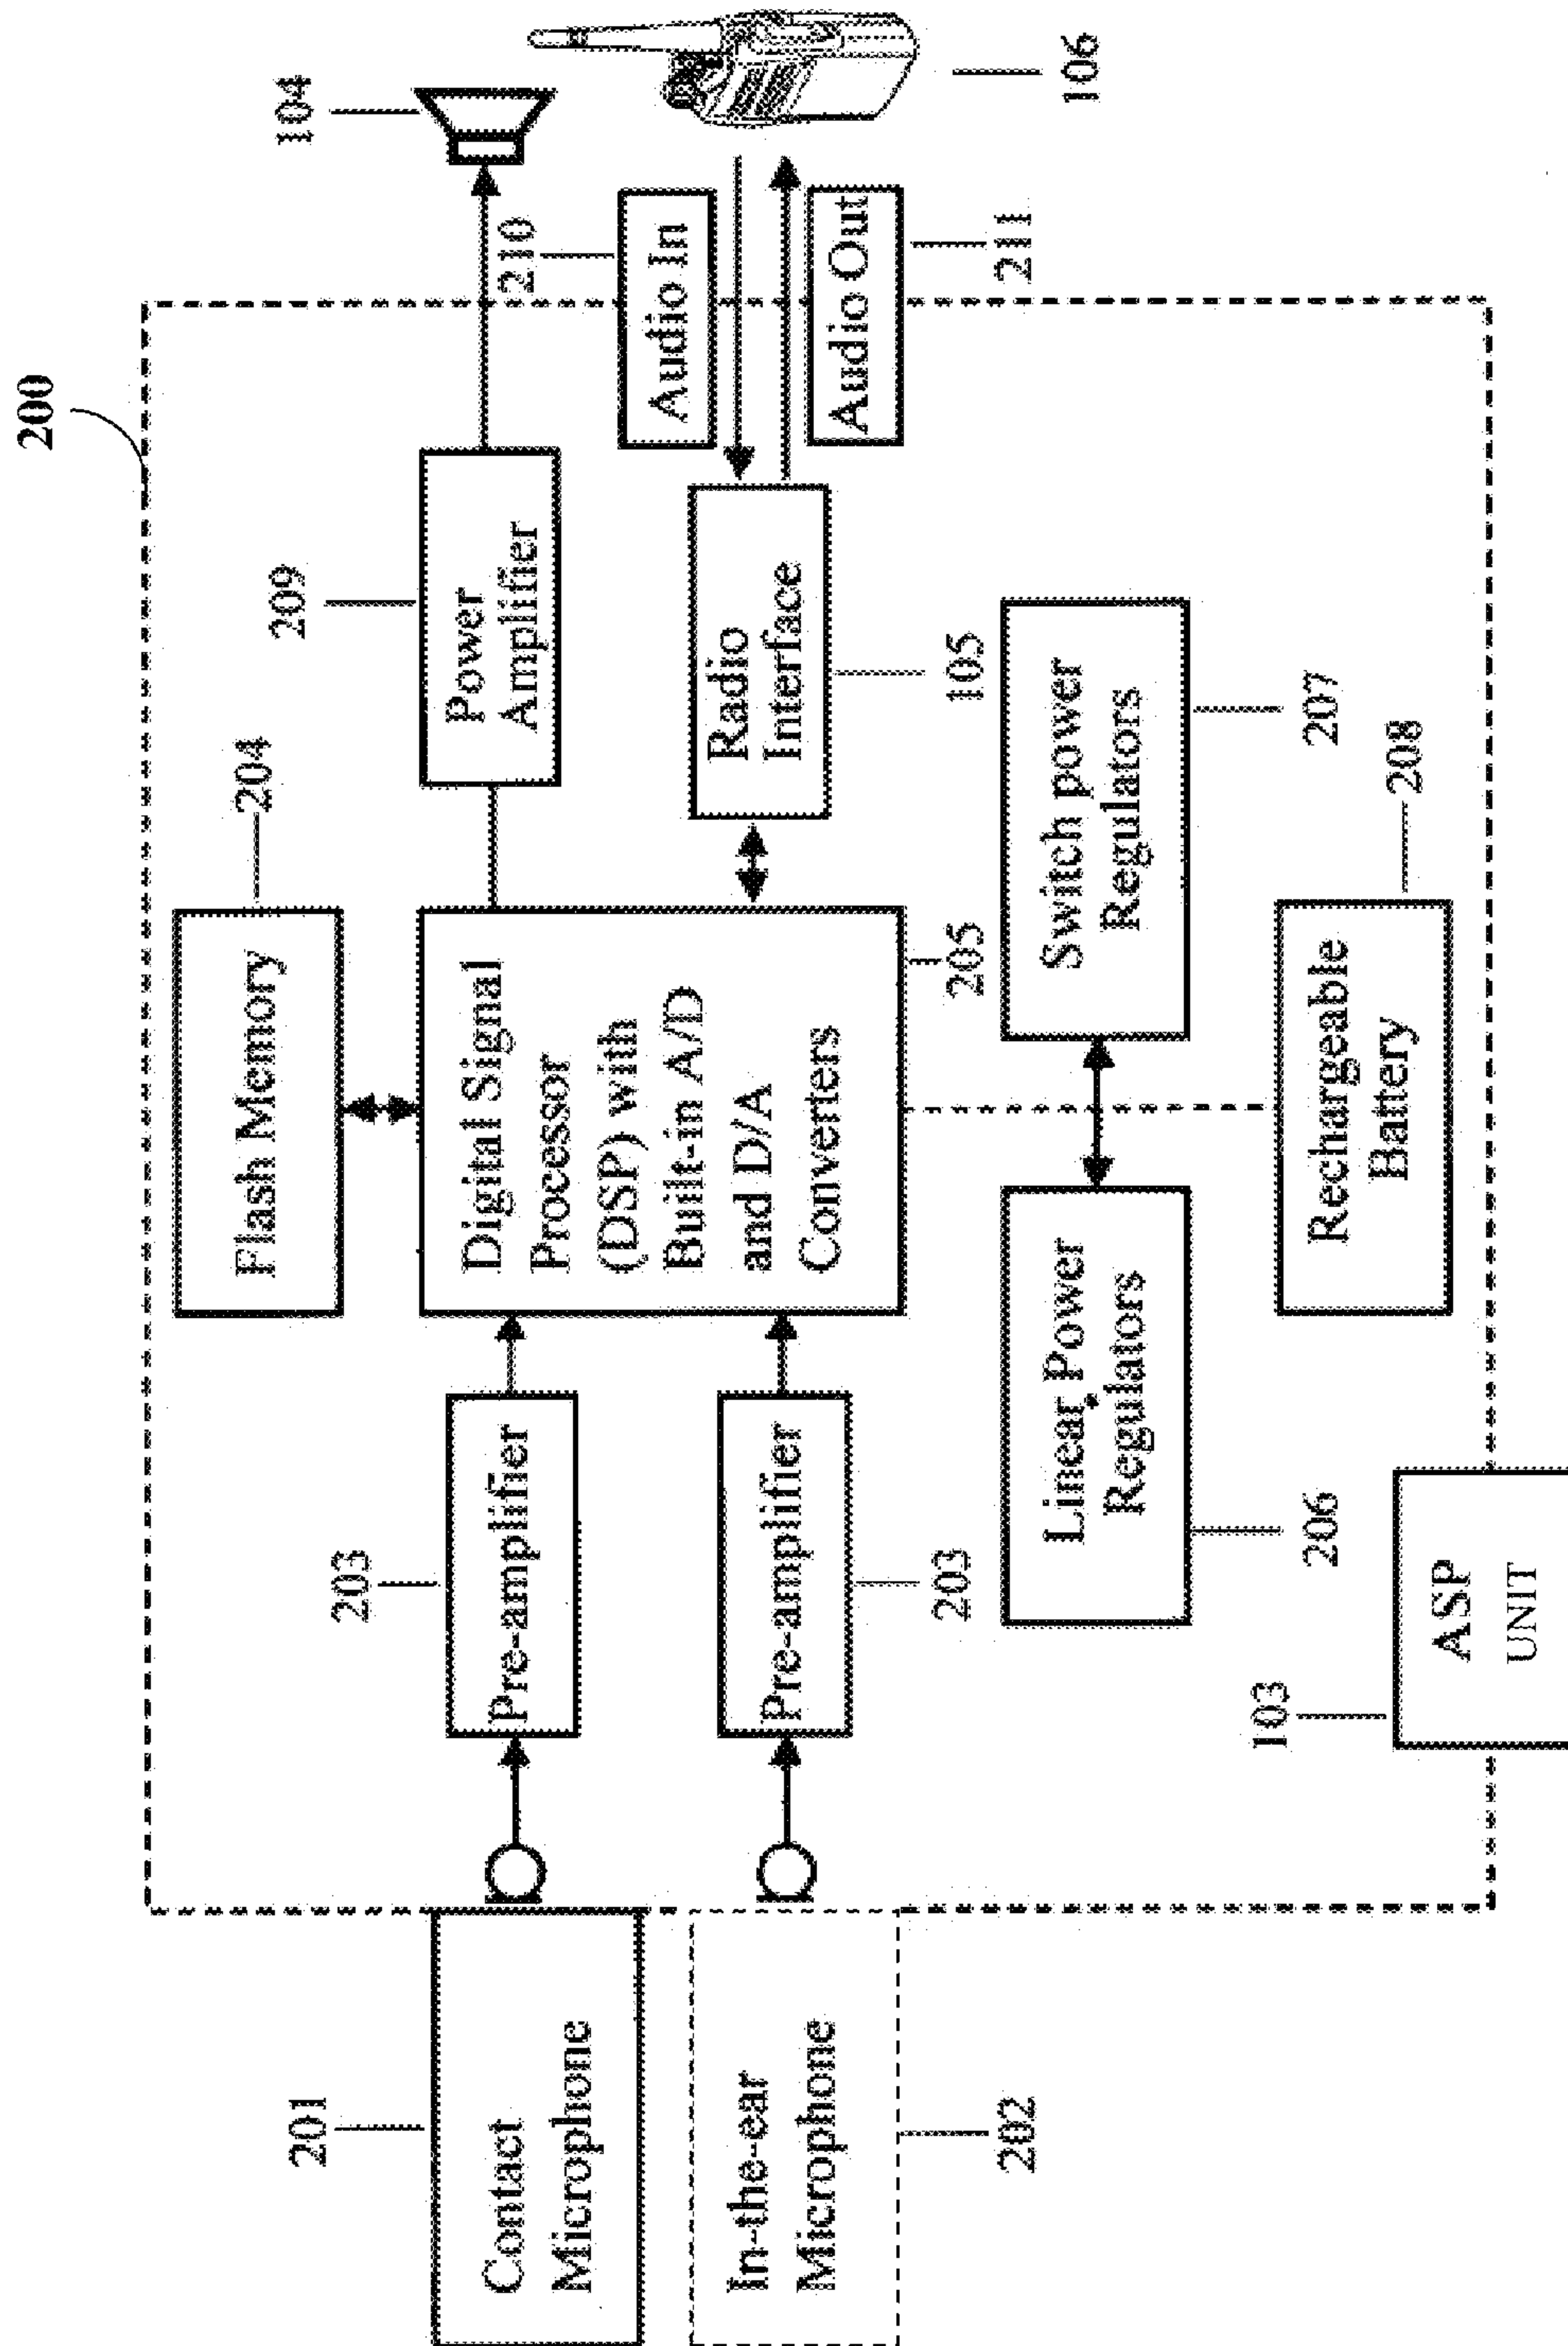 200
201
Contact
Microphone
In-the-ear
Microphone
202
203
Pre-amplifier
Pre-amplifier
203
204
Flash Memory
Digital Signal
Processor
(DSP) with
Built-in A/D
and D/A
Converters
205
209
Power
Amplifier
Radio
Interface
105
104
210
Audio In
Audio Out
211
106
Linear Power
Regulators
206
Switch power
Regulators
207
208
Rechargeable
Battery
103
ASP
UNIT